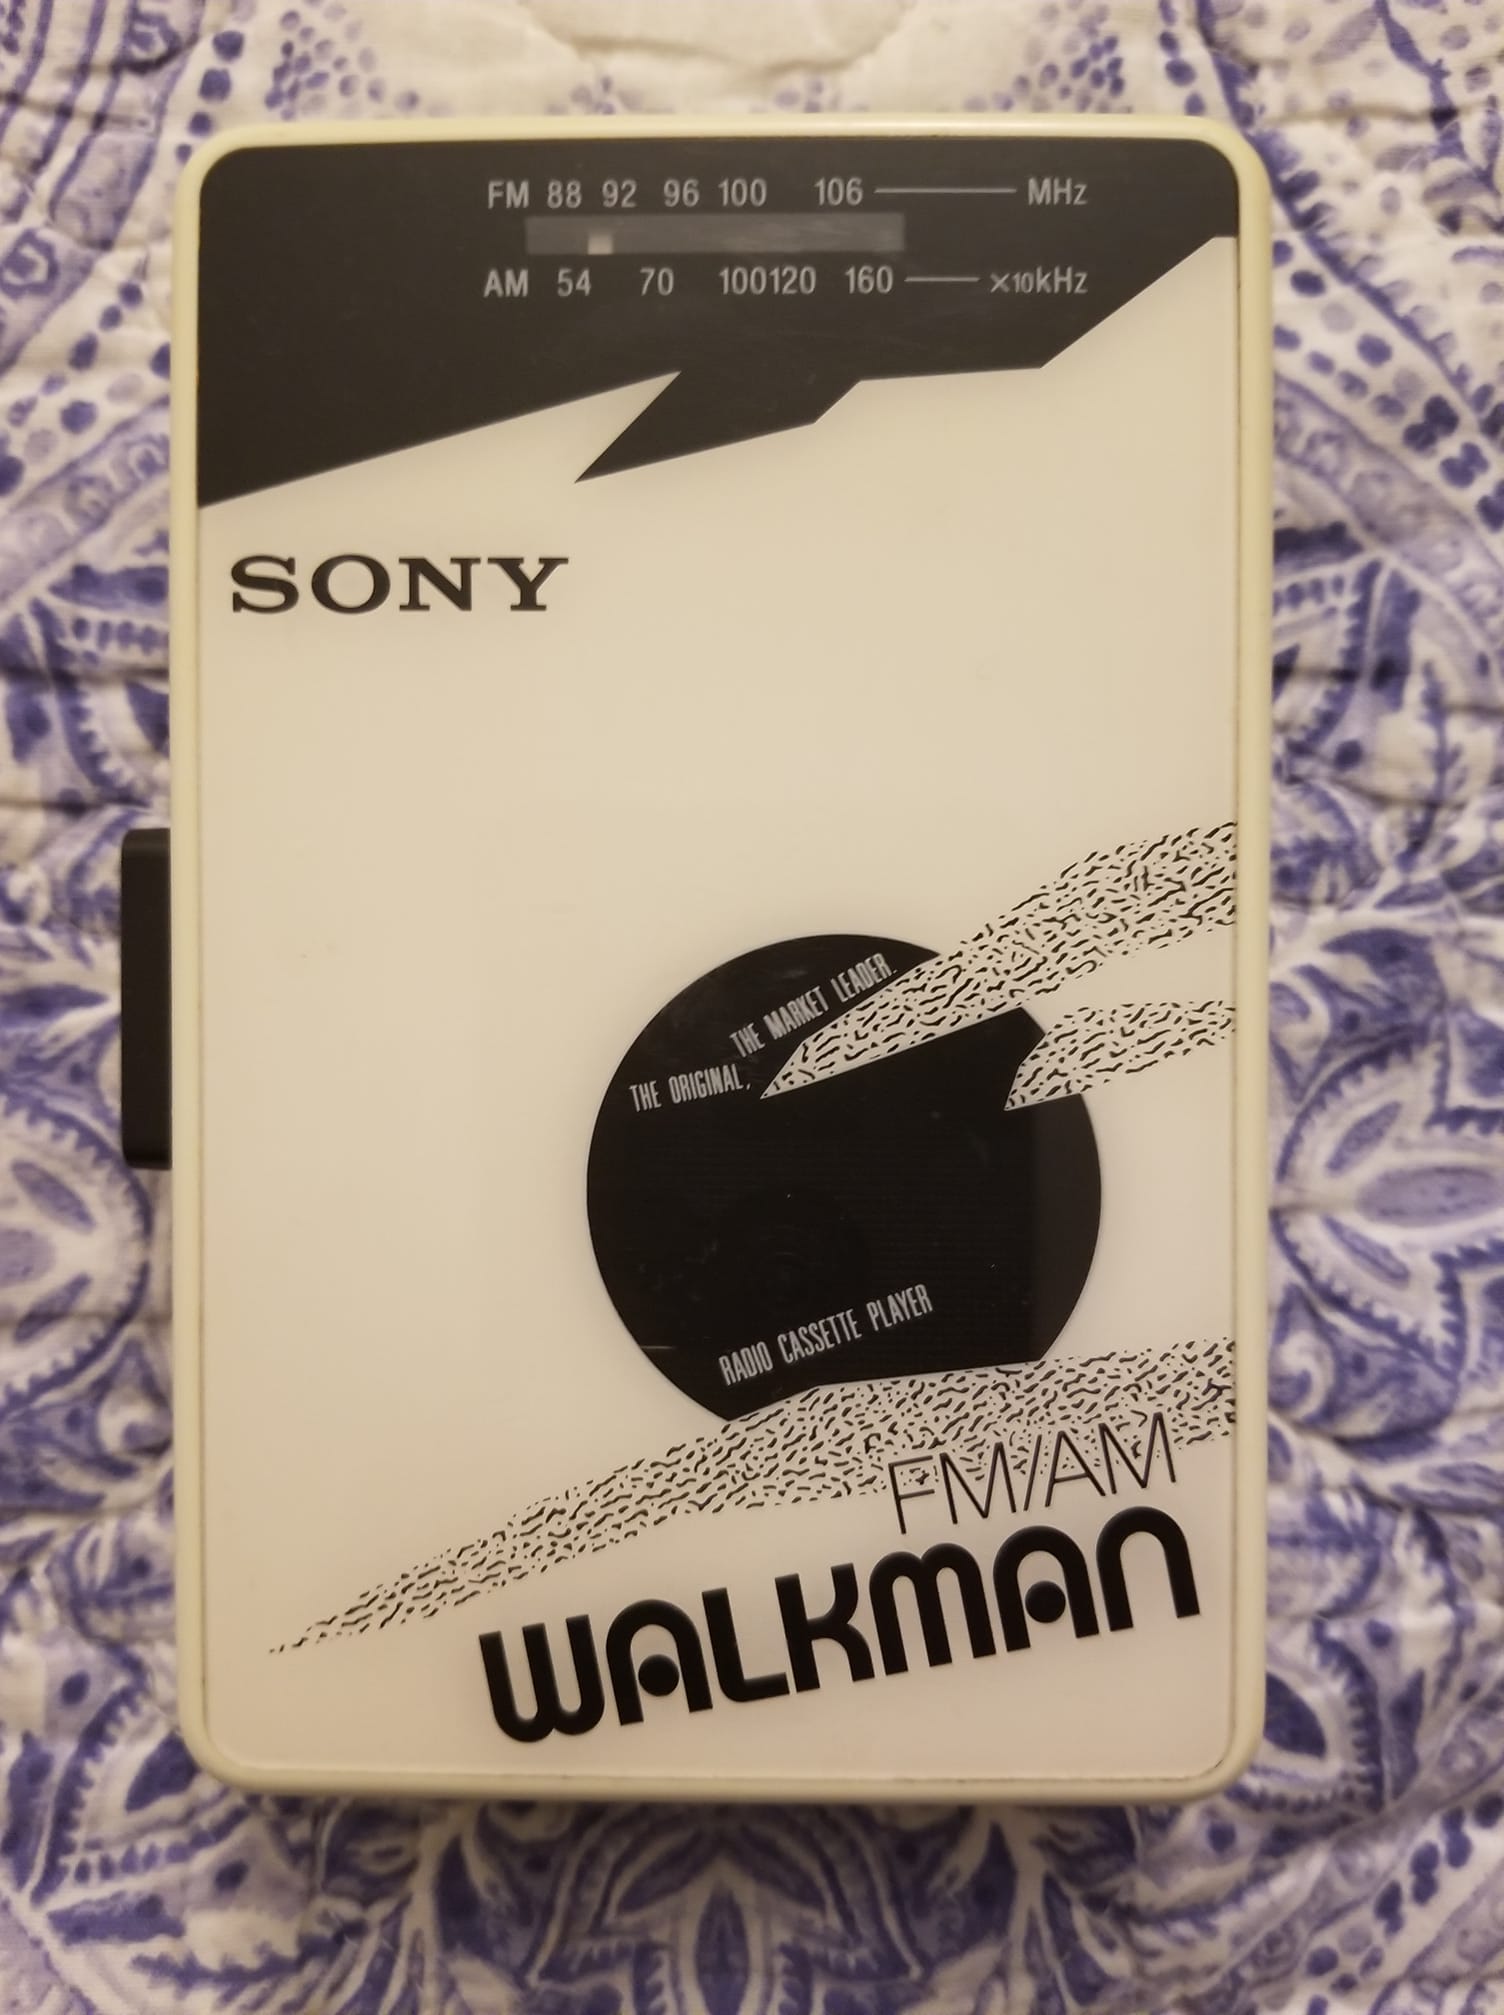 FM 88 92 96 100 106 MHz
AM 54 70 100120 160 ×10kHz
SONY
THE ORIGINAL,
THE MARKET LEADER.
RADIO CASSETTE PLAYER
FM/AM
WALKMAN